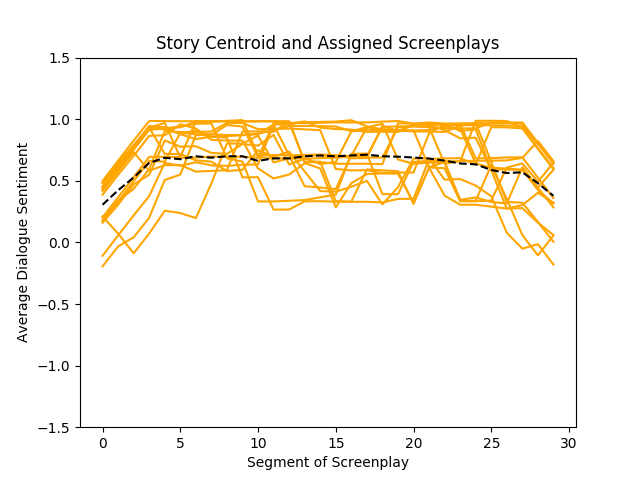 Story Centroid and Assigned Screenplays
1.5
1.0
0.5
0.0
−0.5
−1.0
−1.5
Average Dialogue Sentiment
0 5 10 15 20 25 30
Segment of Screenplay